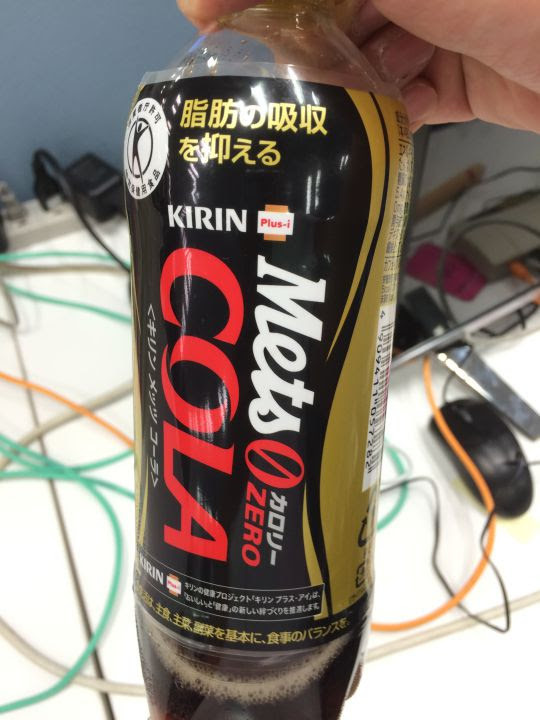 脂肪の吸収
を抑える
KIRIN Plus-i
Mets
COLA
<キリン メッツ コーラ>
カロリー
ZERO
KIRIN Plus-i
キリンの健康プロジェクト「キリン プラス-アイ」は、
「おいしい」と「健康」の新しい絆づくりを推進します。
は、主食、主菜、副菜を基本に、食事のバランスを。